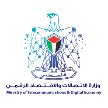 وزارة الاتصالات والاقتصاد الرقمي
Ministry of Telecommunications & Digital Economy